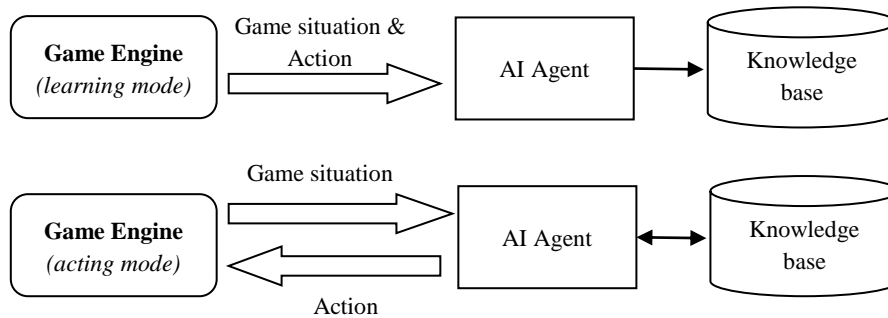 Game Engine
(learning mode)
Game situation &
Action
AI Agent
Knowledge
base
Game Engine
(acting mode)
Game situation
Action
AI Agent
Knowledge
base